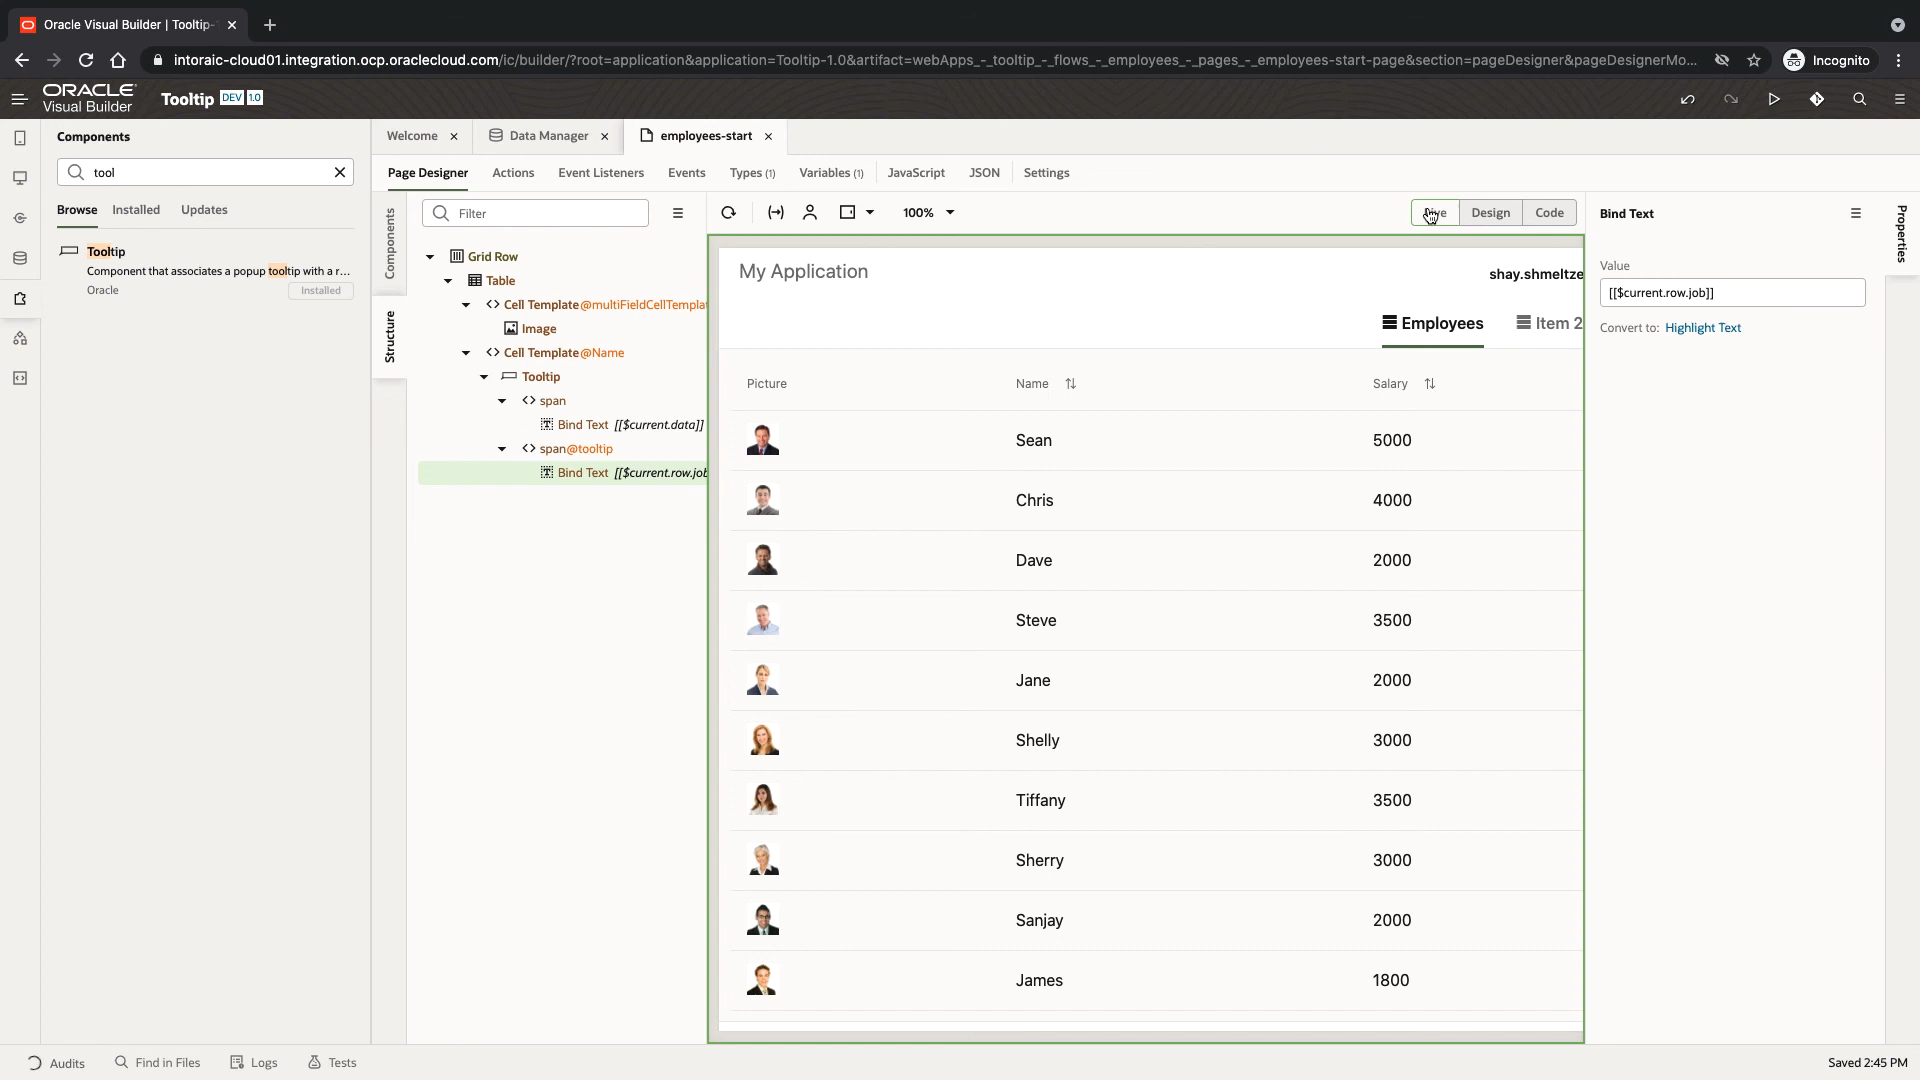 Oracle Visual Builder | Tooltip-
intoraic-cloud01.integration.ocp.oraclecloud.com/ic/builder/?root=application&application=Tooltip-1.0&artifact=webApps_-_tooltip_-_flows_-_employees_-_pages_-_employees-start-page&section=pageDesigner&pageDesignerMo...
Incognito
ORACLE
Visual Builder
Tooltip DEV 1.0
Components
tool
Browse Installed Updates
Tooltip
Component that associates a popup tooltip with a r...
Oracle Installed
Welcome Data Manager employees-start
Page Designer Actions Event Listeners Events Types (1) Variables (1) JavaScript JSON Settings
Components
Structure
Filter
100%
Design Code
Grid Row
Table
Cell Template@multiFieldCellTemplat
Image
Cell Template@Name
Tooltip
span
Bind Text [[$current.data]]
span@tooltip
Bind Text [[$current.row.job
My Application
shay.shmeltze
Employees Item 2
Picture Name Salary
Sean 5000
Chris 4000
Dave 2000
Steve 3500
Jane 2000
Shelly 3000
Tiffany 3500
Sherry 3000
Sanjay 2000
James 1800
Bind Text
Value
[[$current.row.job]]
Convert to: Highlight Text
Properties
Audits Find in Files Logs Tests
Saved 2:45 PM